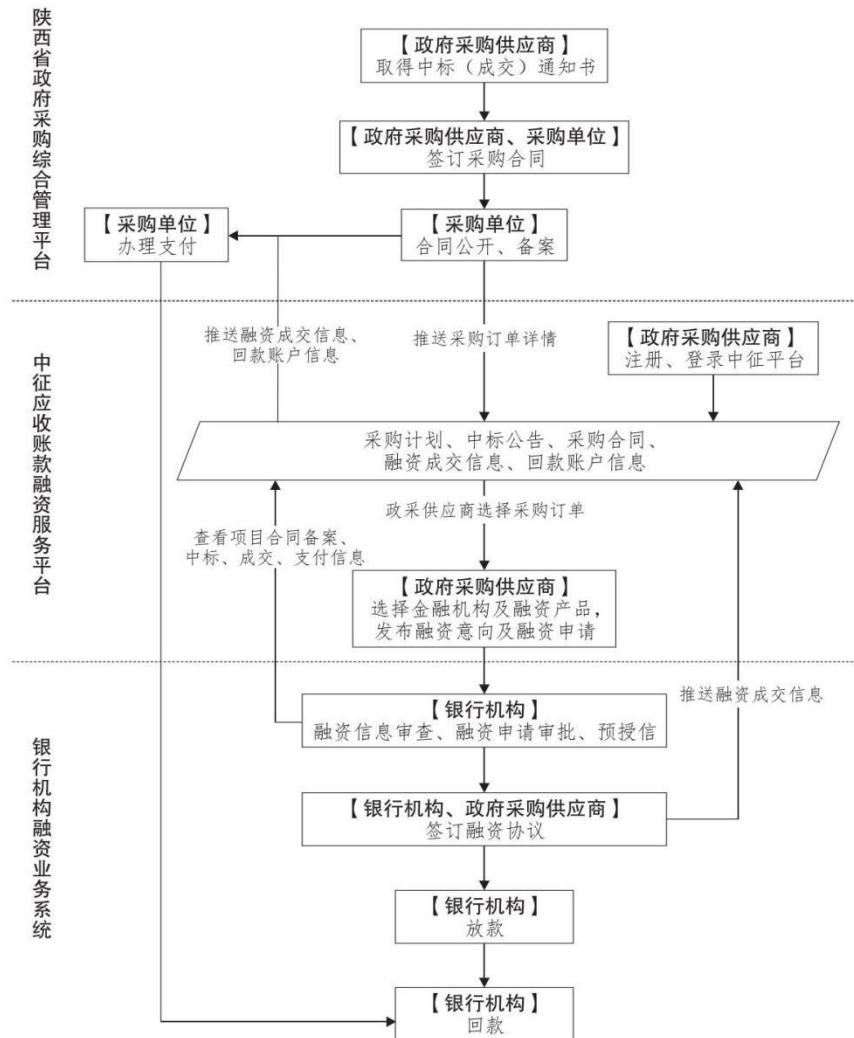 陕西省政府采购综合管理平台
【政府采购供应商】
取得中标（成交）通知书
【政府采购供应商、采购单位】
签订采购合同
【采购单位】
办理支付
【采购单位】
合同公开、备案
中征应收账款融资服务平台
推送融资成交信息、
回款账户信息
推送采购订单详情
【政府采购供应商】
注册、登录中征平台
采购计划、中标公告、采购合同、
融资成交信息、回款账户信息
政采供应商选择采购订单
查看项目合同备案、
中标、成交、支付信息
【政府采购供应商】
选择金融机构及融资产品，
发布融资意向及融资申请
银行机构融资业务系统
【银行机构】
融资信息审查、融资申请审批、预授信
推送融资成交信息
【银行机构、政府采购供应商】
签订融资协议
【银行机构】
放款
【银行机构】
回款